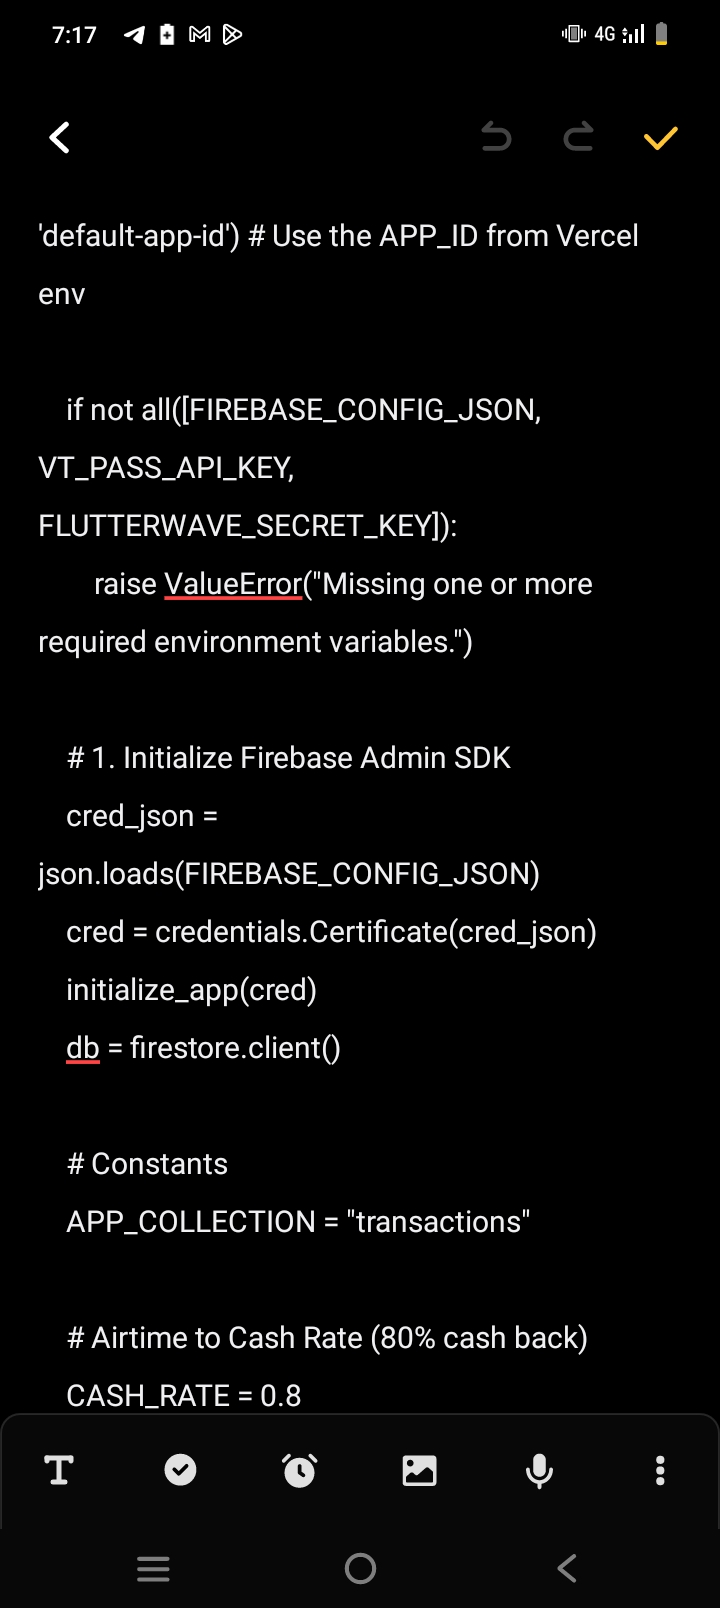 7:17
4G
'default-app-id') # Use the APP_ID from Vercel
env
if not all([FIREBASE_CONFIG_JSON,
VT_PASS_API_KEY,
FLUTTERWAVE_SECRET_KEY]):
raise ValueError("Missing one or more
required environment variables.")
# 1. Initialize Firebase Admin SDK
cred_json =
json.loads(FIREBASE_CONFIG_JSON)
cred = credentials.Certificate(cred_json)
initialize_app(cred)
db = firestore.client()
# Constants
APP_COLLECTION = "transactions"
# Airtime to Cash Rate (80% cash back)
CASH_RATE = 0.8